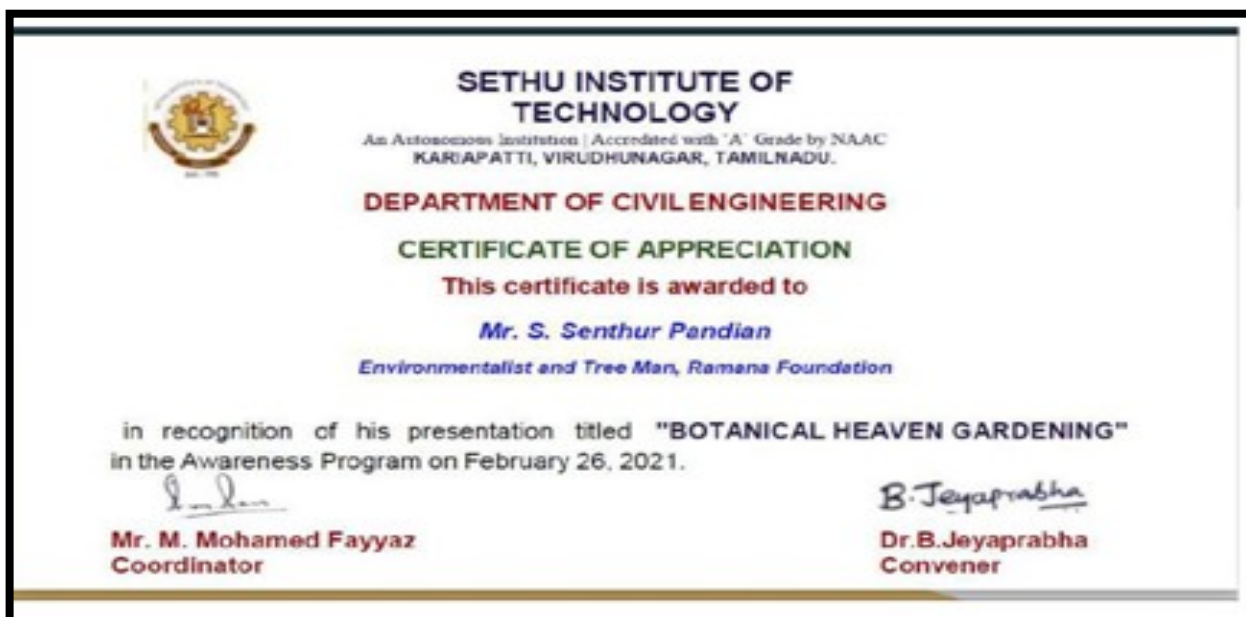 SETHU INSTITUTE OF
TECHNOLOGY
An Autonomous Institution | Accredited with 'A' Grade by NAAC
KARIAPATTI, VIRUDHUNAGAR, TAMILNADU.
DEPARTMENT OF CIVIL ENGINEERING
CERTIFICATE OF APPRECIATION
This certificate is awarded to
Mr. S. Senthur Pandian
Environmentalist and Tree Man, Ramana Foundation
in recognition of his presentation titled "BOTANICAL HEAVEN GARDENING"
in the Awareness Program on February 26, 2021.
B. Jeyaprabha
Mr. M. Mohamed Fayyaz
Dr.B.Jeyaprabha
Coordinator
Convener